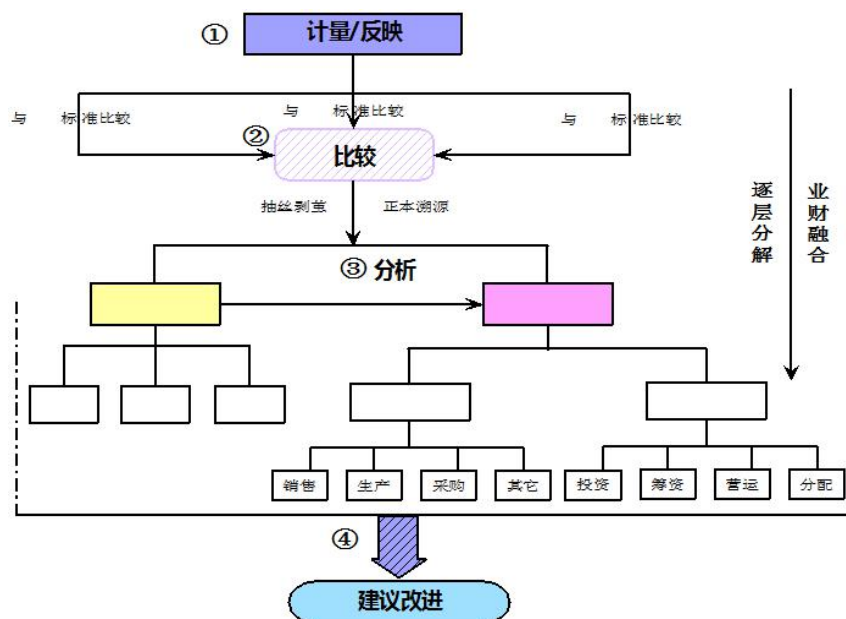 ① 计量/反映
与 标准比较
与 标准比较
与 标准比较
② 比较
抽丝剥茧 正本溯源
③ 分析
逐层分解
业财融合
销售 生产 采购 其它 投资 筹资 营运 分配
④
建议改进